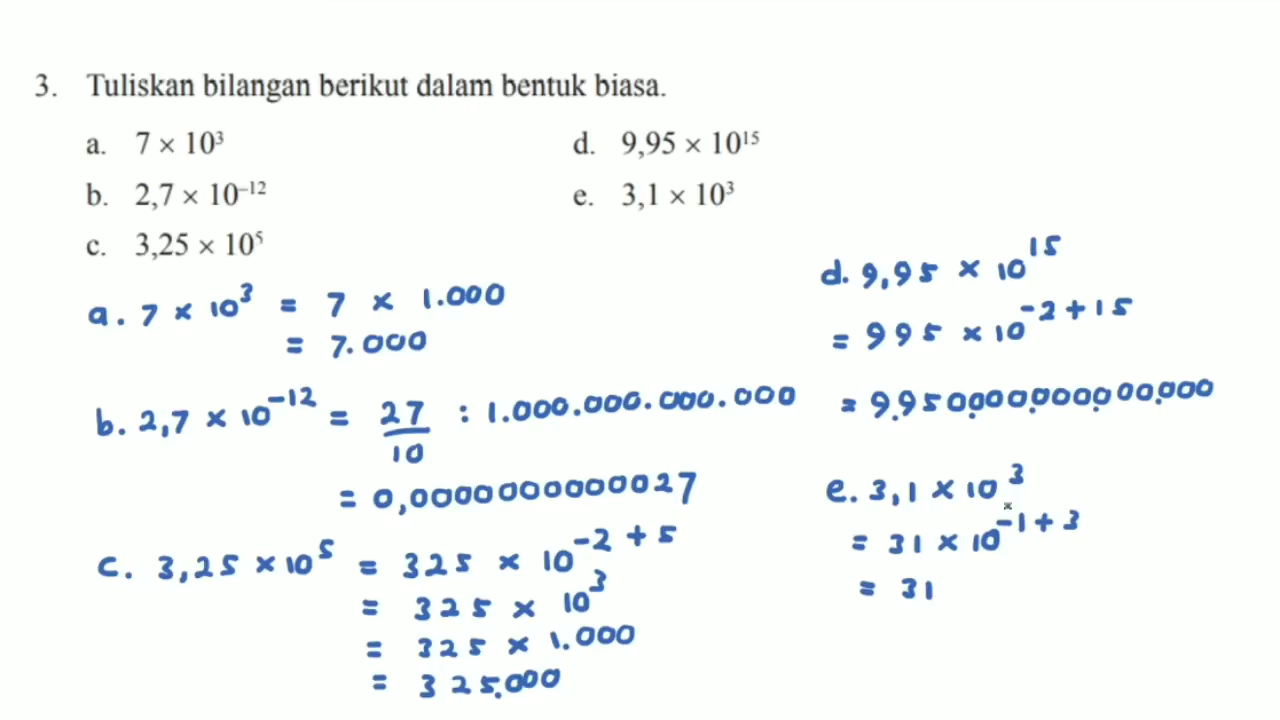 3. Tuliskan bilangan berikut dalam bentuk biasa.
a. 7 × 10³
b. 2,7 × 10⁻¹²
c. 3,25 × 10⁵
d. 9,95 × 10¹⁵
e. 3,1 × 10³
a. 7 × 10³ = 7 × 1.000
= 7.000
b. 2,7 × 10⁻¹² = 27/10 : 1.000.000.000.000
= 0,0000000000027
c. 3,25 × 10⁵ = 325 × 10⁻²⁺⁵
= 325 × 10³
= 325 × 1.000
= 325.000
d. 9,95 × 10¹⁵
= 995 × 10⁻²⁺¹⁵
= 9.950.000.000.000.000
e. 3,1 × 10³
= 31 × 10⁻¹⁺³
= 31